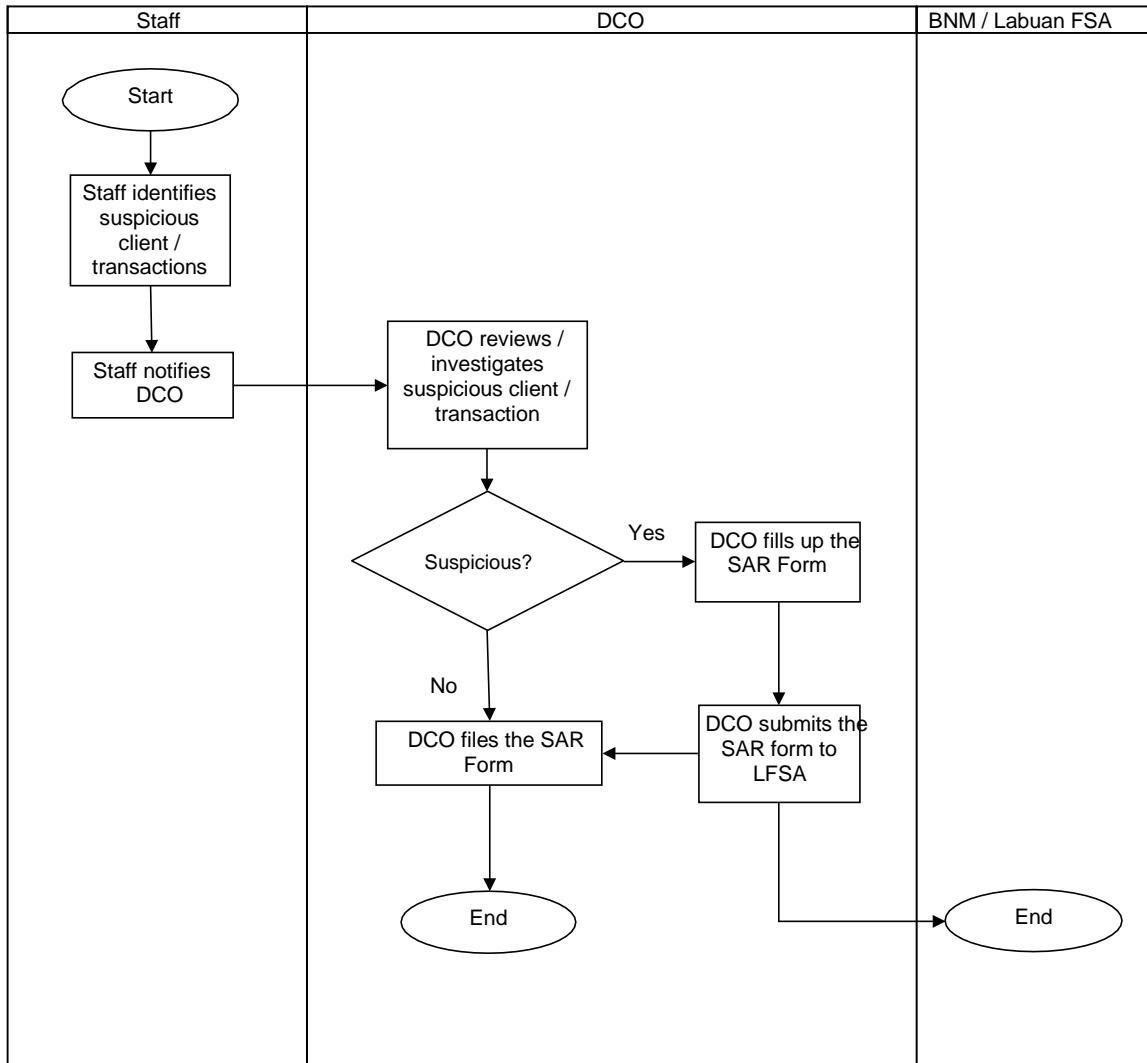 Staff
DCO
BNM / Labuan FSA
Start
Staff identifies
suspicious
client /
transactions
Staff notifies
DCO
DCO reviews /
investigates
suspicious client /
transaction
Suspicious?
Yes
DCO fills up the
SAR Form
No
DCO files the SAR
Form
DCO submits the
SAR form to
LFSA
End
End